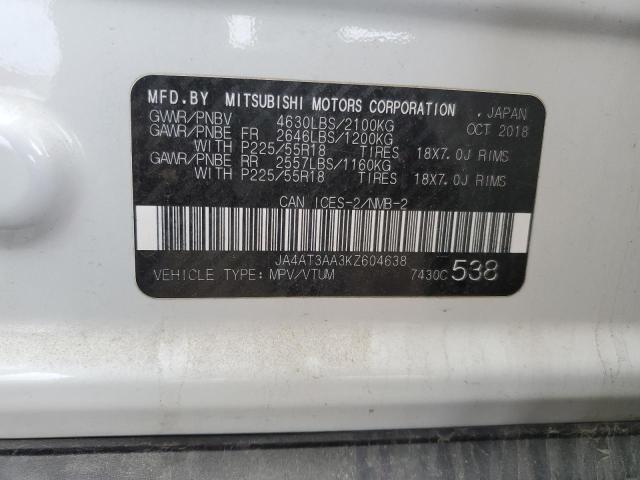 MFD.BY MITSUBISHI MOTORS CORPORATION . JAPAN
GWVR/PNBV 4630LBS/2100KG OCT 2018
GAWR/PNBE FR 2646LBS/1200KG
WITH P225/55R18 TIRES 18X7.0J RIMS
GAWR/PNBE RR 2557LBS/1160KG
WITH P225/55R18 TIRES 18X7.0J RIMS
CAN ICES-2/NMB-2
JA4AT3AA3KZ604638
VEHICLE TYPE: MPV/VTUM 7430C 538